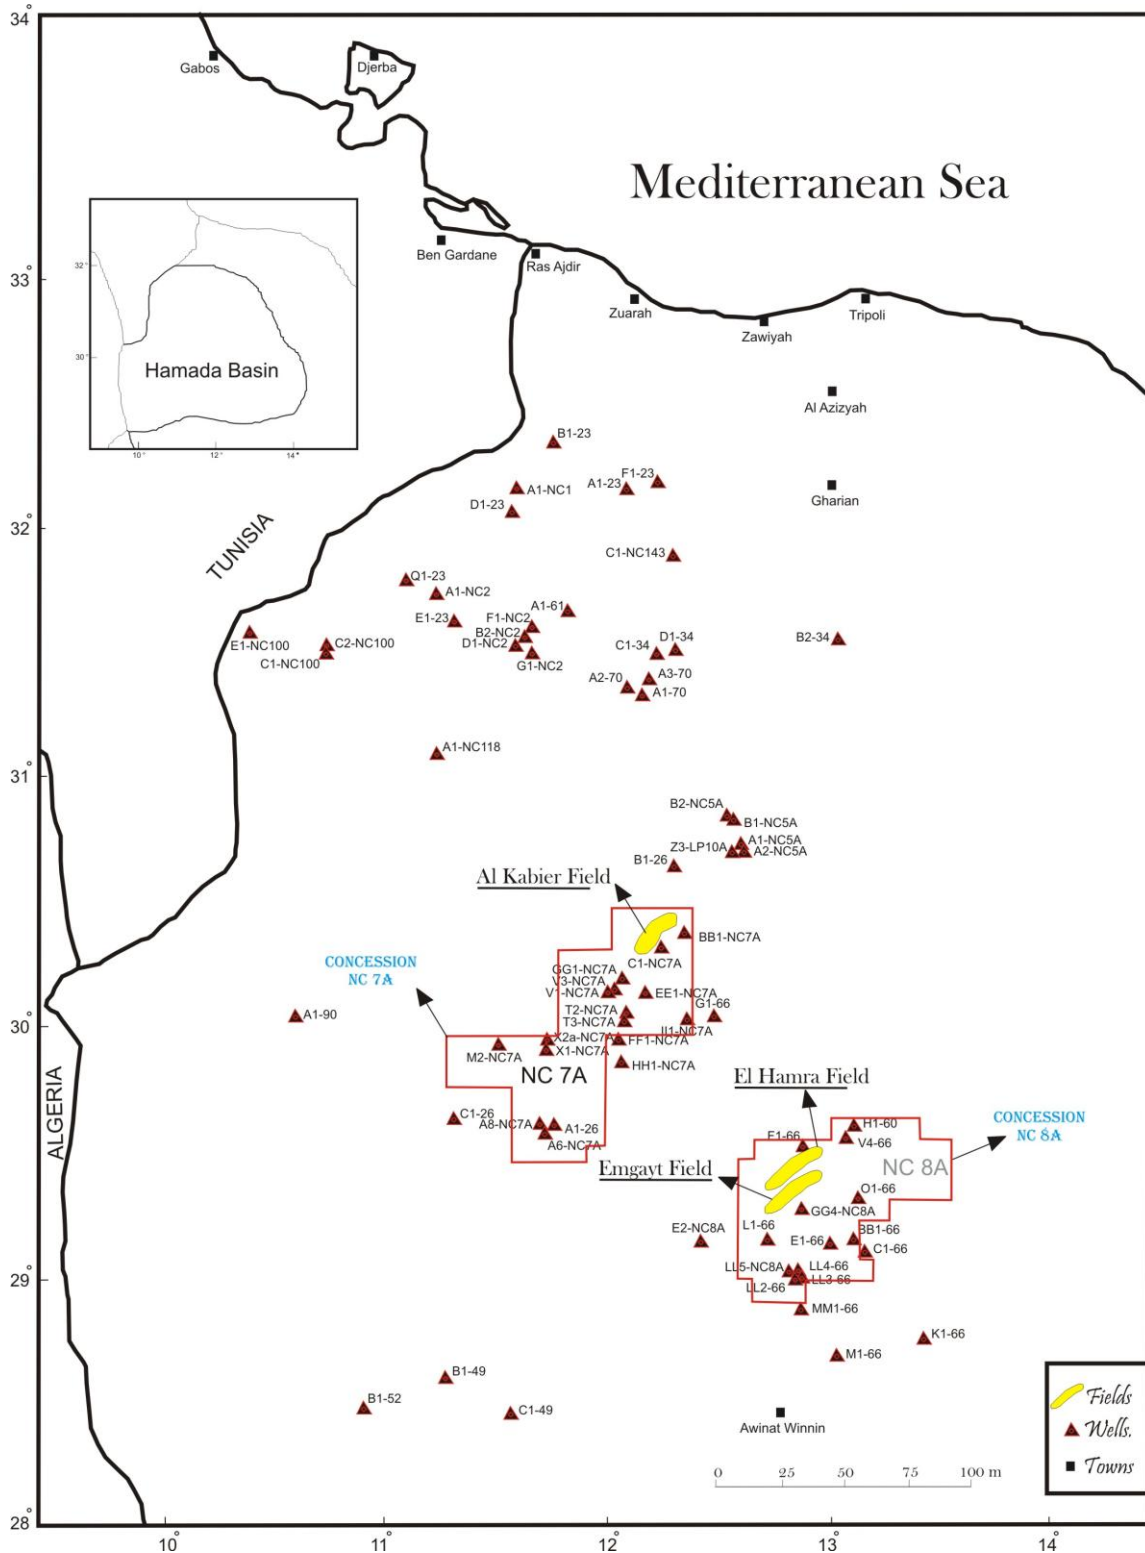 34°
33°
32°
31°
30°
29°
28°
10°
11°
12°
13°
14°
Gabos
Djerba
Mediterranean Sea
Ben Gardane
Ras Ajdir
Zuarah
Zawiyah
Tripoli
Al Azizyah
Gharian
32°
30°
Hamada Basin
10°
12°
14°
TUNISIA
ALGERIA
B1-23
A1-NC1
D1-23
A1-23
F1-23
C1-NC143
Q1-23
A1-NC2
E1-23
A1-61
F1-NC2
B2-NC2
D1-NC2
G1-NC2
C1-34
D1-34
B2-34
E1-NC100
C2-NC100
C1-NC100
A2-70
A3-70
A1-70
A1-NC118
B2-NC5A
B1-NC5A
A1-NC5A
Z3-LP10A
A2-NC5A
B1-26
Al Kabier Field
BB1-NC7A
C1-NC7A
CONCESSION
NC 7A
GG1-NC7A
V3-NC7A
V1-NC7A
EE1-NC7A
G1-66
T2-NC7A
T3-NC7A
II1-NC7A
A1-90
X2a-NC7A
FF1-NC7A
M2-NC7A
X1-NC7A
HH1-NC7A
NC 7A
El Hamra Field
C1-26
A8-NC7A
A1-26
A6-NC7A
H1-60
F1-66
V4-66
CONCESSION
NC 8A
NC 8A
Emgayt Field
O1-66
GG4-NC8A
E2-NC8A
L1-66
E1-66
BB1-66
C1-66
LL5-NC8A
LL4-66
LL3-66
LL2-66
MM1-66
K1-66
M1-66
B1-49
B1-52
C1-49
Awinat Winnin
0 25 50 75 100 m
Fields
Wells.
Towns